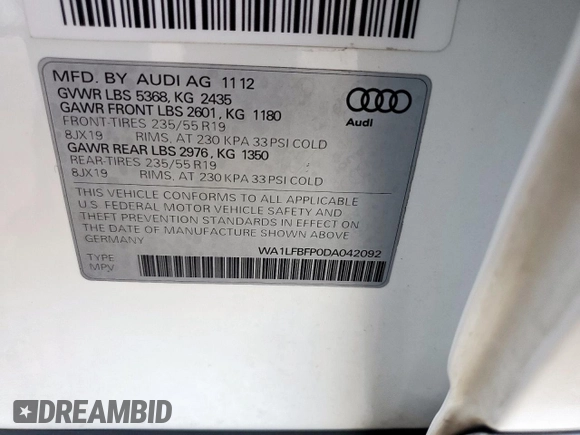 MFD. BY AUDI AG 11 12
GVWR LBS 5368, KG 2435
GAWR FRONT LBS 2601, KG 1180
FRONT-TIRES 235/55 R19
8JX19 RIMS, AT 230 KPA 33 PSI COLD
GAWR REAR LBS 2976, KG 1350
REAR-TIRES 235/55 R19
8JX19 RIMS, AT 230 KPA 33 PSI COLD
Audi
THIS VEHICLE CONFORMS TO ALL APPLICABLE
U.S. FEDERAL MOTOR VEHICLE SAFETY AND
THEFT PREVENTION STANDARDS IN EFFECT ON
THE DATE OF MANUFACTURE SHOWN ABOVE.
GERMANY
WA1LFBFP0DA042092
TYPE
MPV
DREAMBID